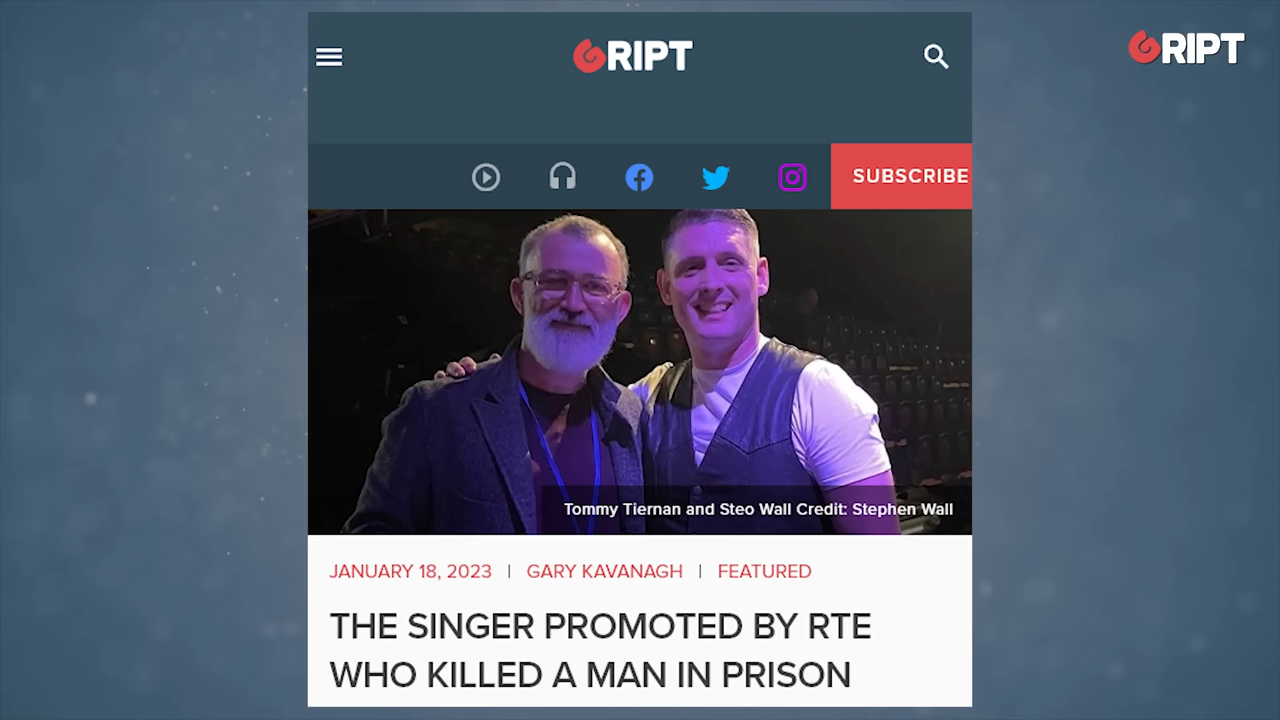 GRIPT
GRIPT
SUBSCRIBE
Tommy Tiernan and Steo Wall Credit: Stephen Wall
JANUARY 18, 2023 | GARY KAVANAGH | FEATURED
THE SINGER PROMOTED BY RTE
WHO KILLED A MAN IN PRISON